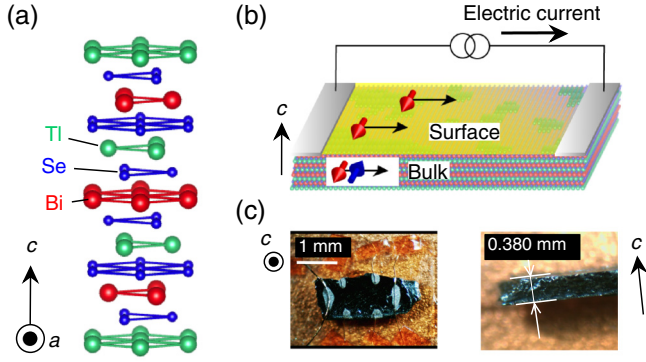 (a)
Tl
Se
Bi
c
a
(b)
Electric current
c
Surface
Bulk
(c)
c
1 mm
0.380 mm
c